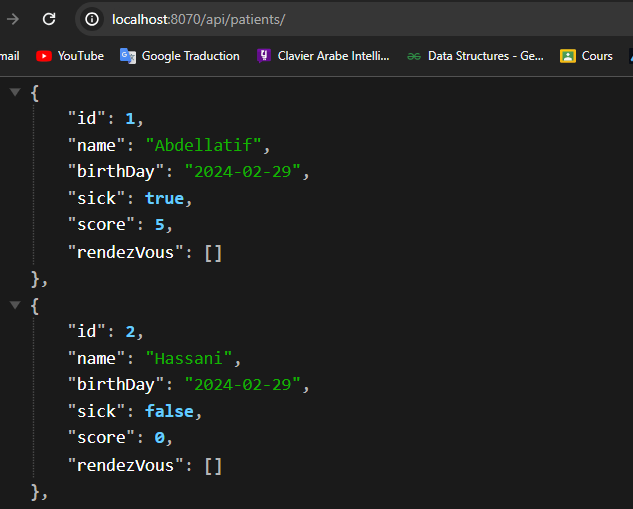 localhost:8070/api/patients/
mail YouTube Google Traduction Clavier Arabe Intelli... Data Structures - Ge... Cours
{
"id": 1,
"name": "Abdellatif",
"birthDay": "2024-02-29",
"sick": true,
"score": 5,
"rendezVous": []
},
{
"id": 2,
"name": "Hassani",
"birthDay": "2024-02-29",
"sick": false,
"score": 0,
"rendezVous": []
},